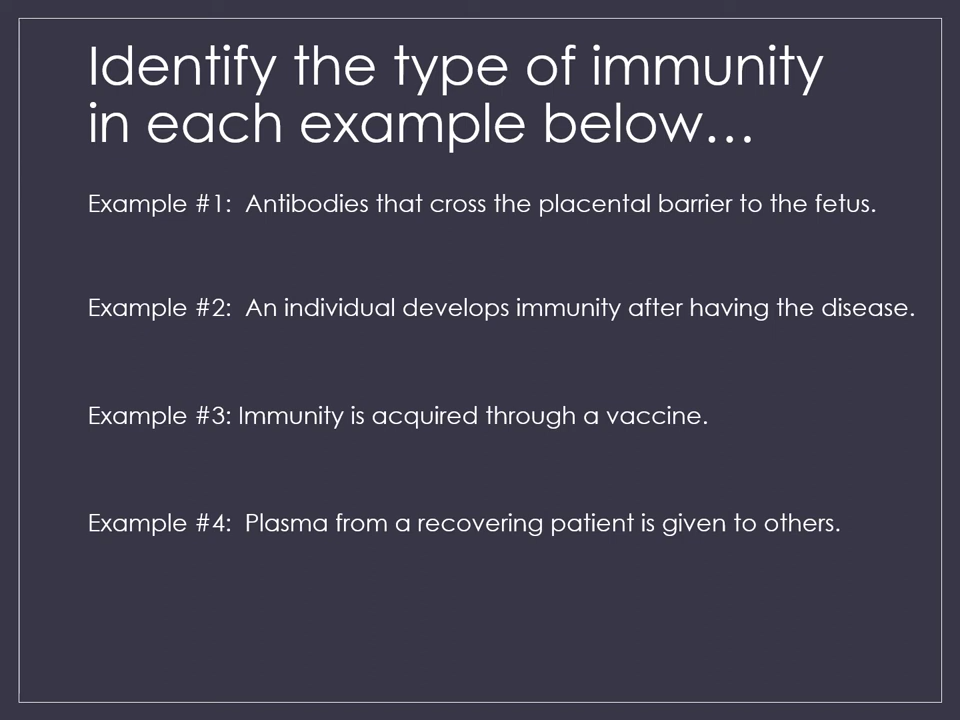 Identify the type of immunity
in each example below…
Example #1:  Antibodies that cross the placental barrier to the fetus.
Example #2:  An individual develops immunity after having the disease.
Example #3: Immunity is acquired through a vaccine.
Example #4:  Plasma from a recovering patient is given to others.